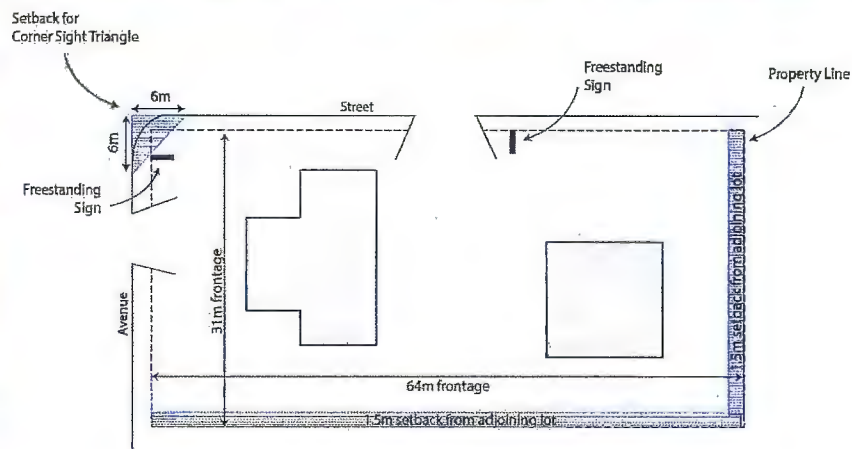 Setback for
Corner Sight Triangle
6m
6m
Street
Freestanding
Sign
Property Line
Freestanding
Sign
Avenue
31m frontage
1.5m setback from adjoining lot
64m frontage
1.5m setback from adjoining lot